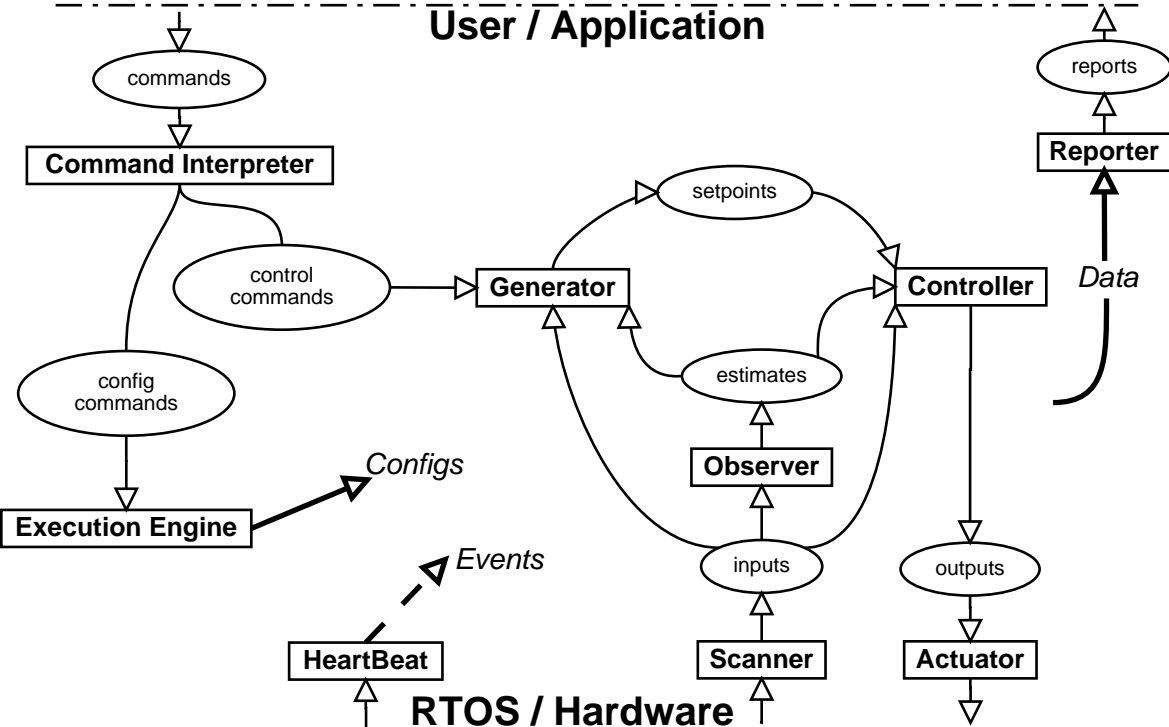 User / Application
commands
reports
Command Interpreter
Reporter
setpoints
control
commands
Generator
Controller
Data
config
commands
estimates
Configs
Observer
Execution Engine
Events
inputs
outputs
HeartBeat
Scanner
Actuator
RTOS / Hardware